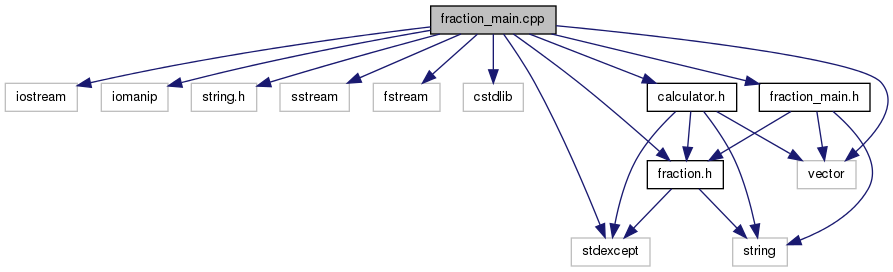 fraction_main.cpp
iostream
iomanip
string.h
sstream
fstream
cstdlib
calculator.h
fraction_main.h
fraction.h
vector
stdexcept
string